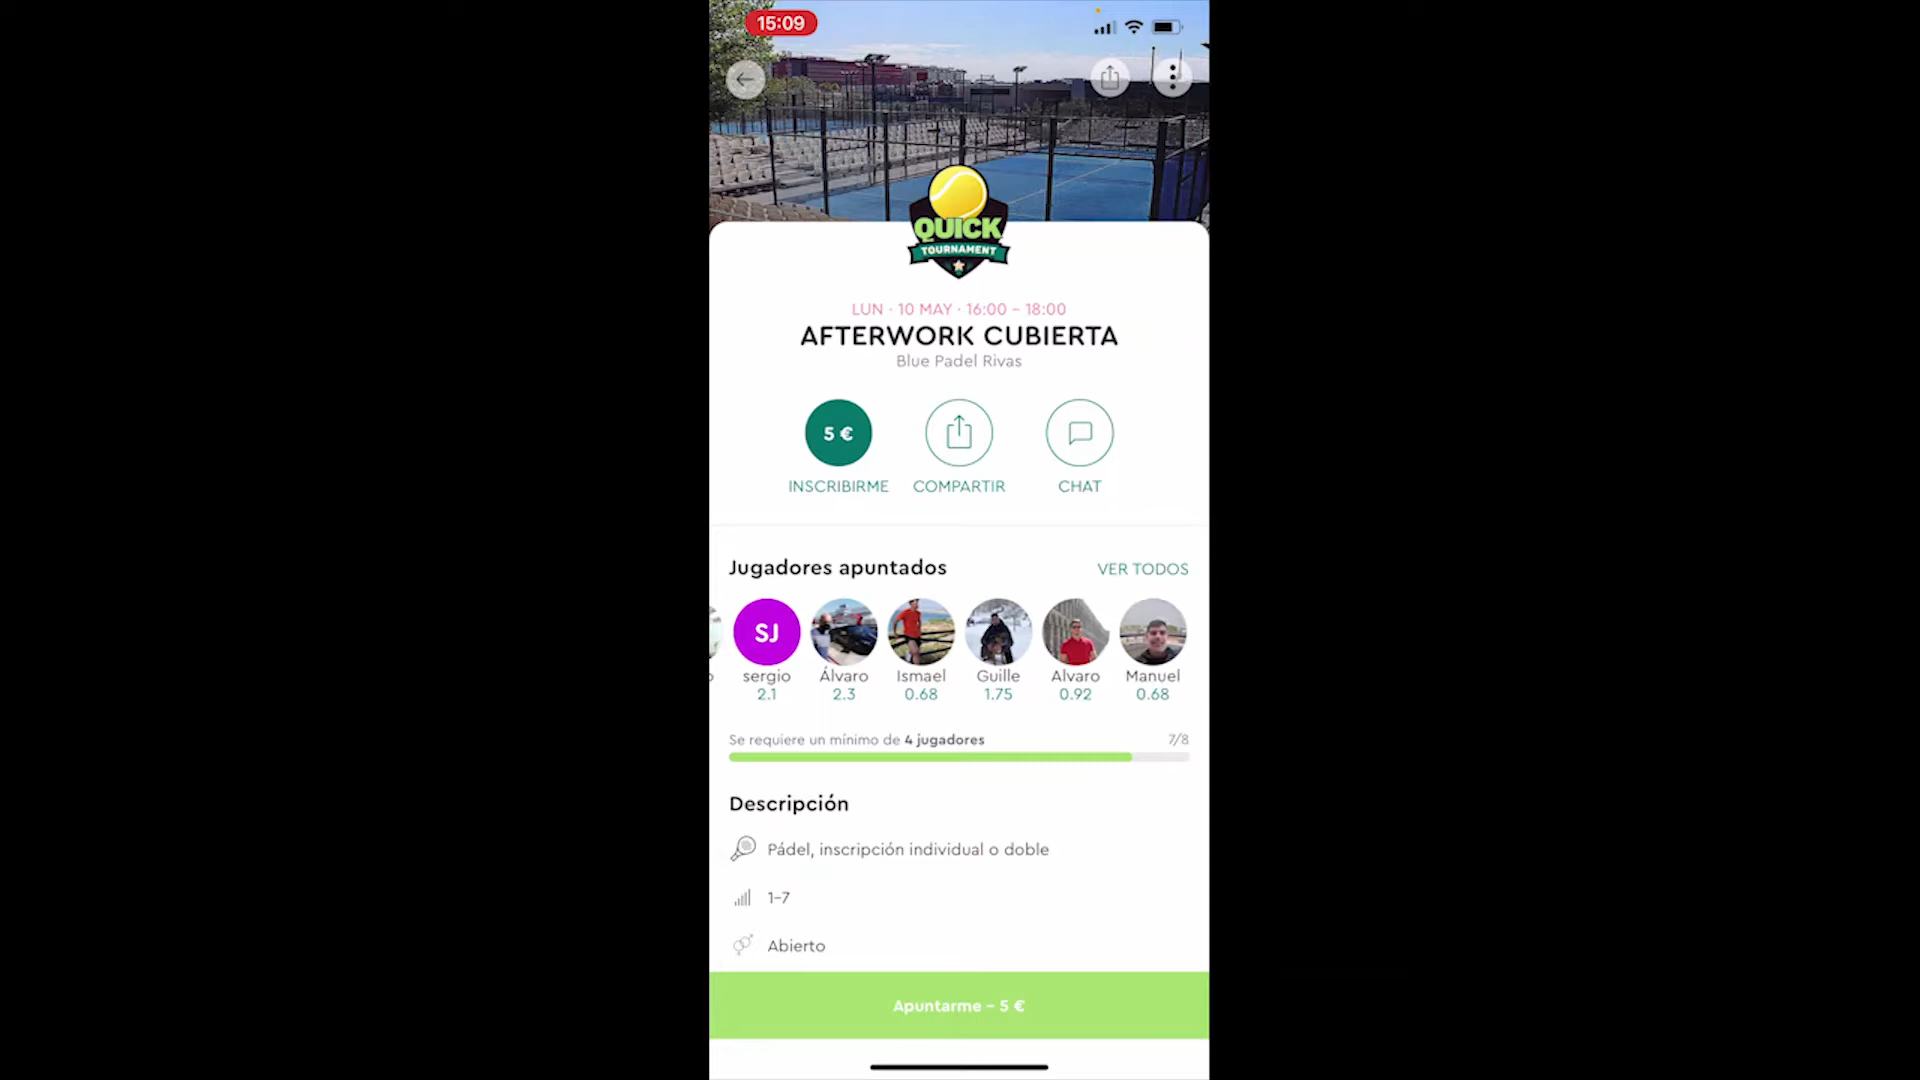 15:09
QUICK
TOURNAMENT
LUN · 10 MAY · 16:00 – 18:00
AFTERWORK CUBIERTA
Blue Padel Rivas
5 €
INSCRIBIRME COMPARTIR CHAT
Jugadores apuntados VER TODOS
SJ
sergio Álvaro Ismael Guille Alvaro Manuel
2.1 2.3 0.68 1.75 0.92 0.68
Se requiere un mínimo de 4 jugadores 7/8
Descripción
Pádel, inscripción individual o doble
1-7
Abierto
Apuntarme – 5 €